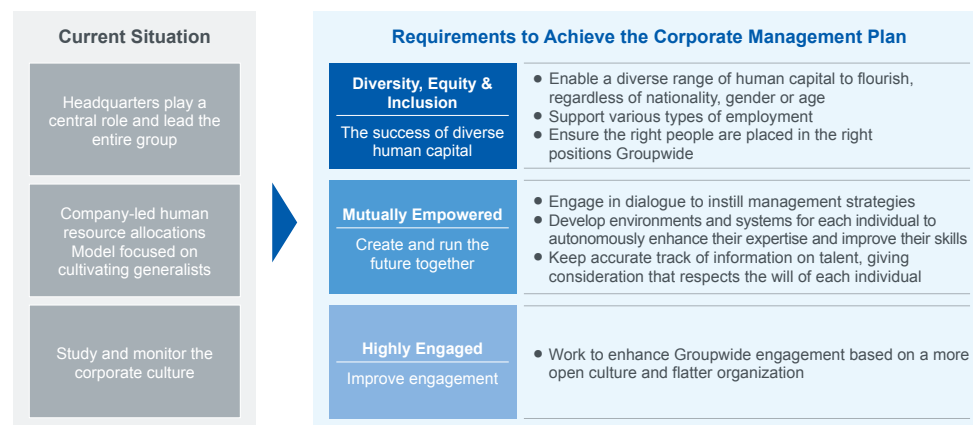 Current Situation
Headquarters play a
central role and lead the
entire group
Company-led human
resource allocations
Model focused on
cultivating generalists
Study and monitor the
corporate culture
Requirements to Achieve the Corporate Management Plan
Diversity, Equity &
Inclusion
The success of diverse
human capital
● Enable a diverse range of human capital to flourish,
regardless of nationality, gender or age
● Support various types of employment
● Ensure the right people are placed in the right
positions Groupwide
Mutually Empowered
Create and run the
future together
● Engage in dialogue to instill management strategies
● Develop environments and systems for each individual to
autonomously enhance their expertise and improve their skills
● Keep accurate track of information on talent, giving
consideration that respects the will of each individual
Highly Engaged
Improve engagement
● Work to enhance Groupwide engagement based on a more
open culture and flatter organization